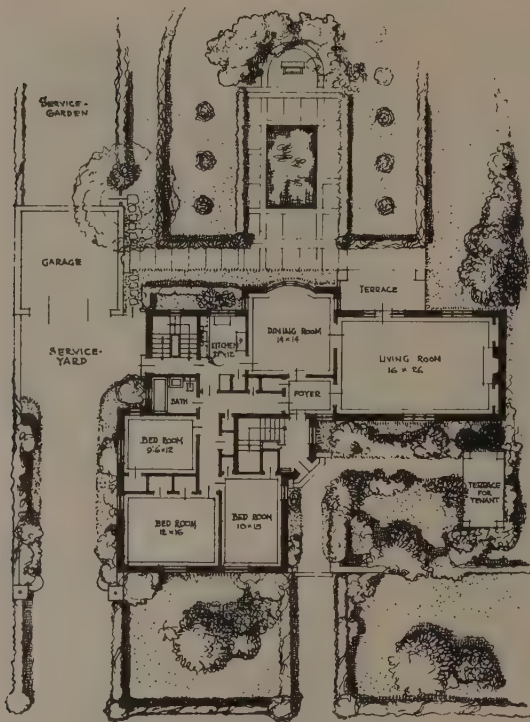 SERVICE-
GARDEN
GARAGE
SERVICE-
YARD
TERRACE
DINING ROOM
14 × 14
KITCHEN
LIVING ROOM
16 × 26
FOYER
BATH
BED ROOM
9'-6 × 12
BED ROOM
12 × 16
BED ROOM
10 × 15
TERRACE
FOR
TENANT